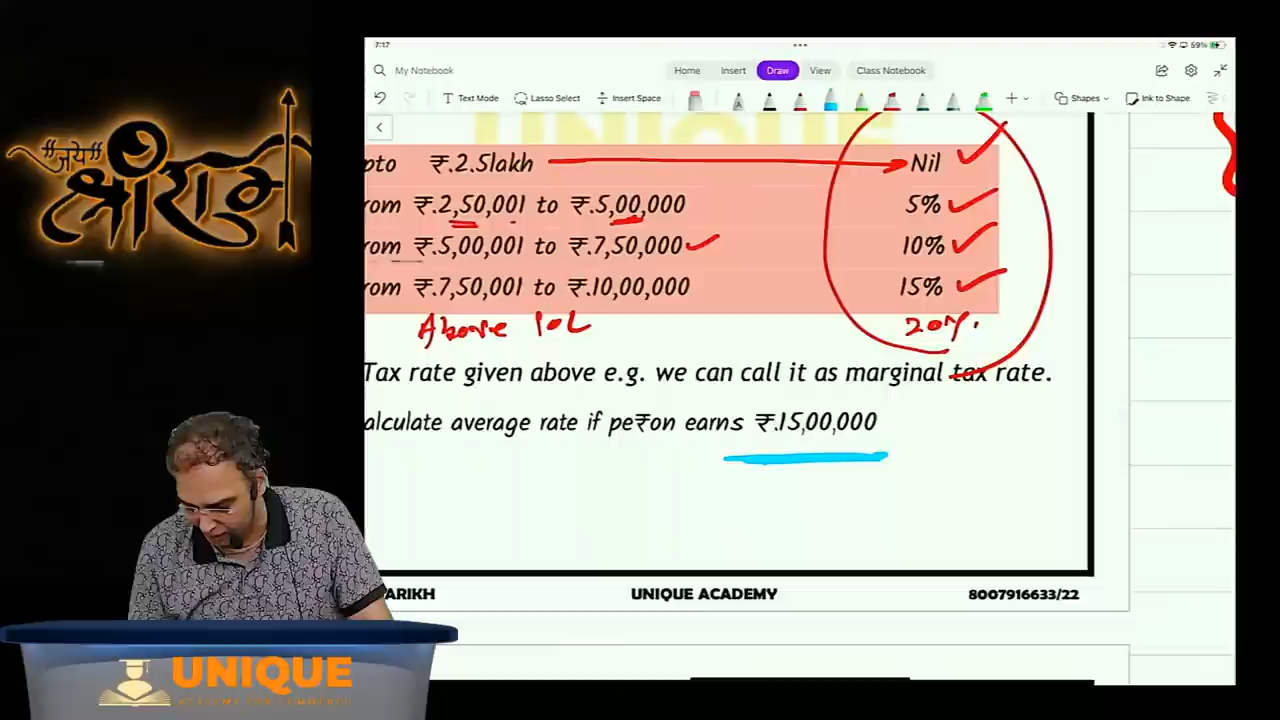 7:17
59%
My Notebook
Home Insert Draw View Class Notebook
Text Mode Lasso Select Insert Space Shapes Ink to Shape
UNIQUE
"जय"
श्रीराम
pto ₹.2.5lakh Nil
rom ₹.2,50,001 to ₹.5,00,000 5%
rom ₹.5,00,001 to ₹.7,50,000 10%
rom ₹.7,50,001 to ₹.10,00,000 15%
Above 10L 20%.
Tax rate given above e.g. we can call it as marginal tax rate.
alculate average rate if pe₹on earns ₹.15,00,000
ARIKH UNIQUE ACADEMY 8007916633/22
UNIQUE